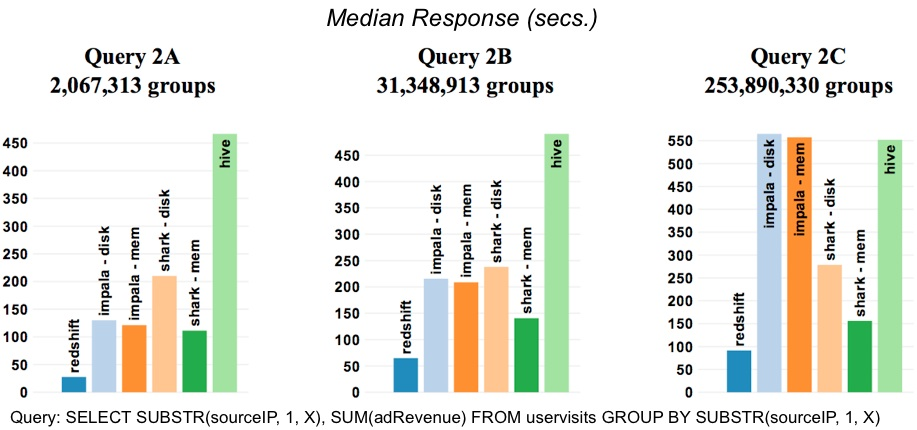 Median Response (secs.)
Query 2A
2,067,313 groups
450
400
350
300
250
200
150
100
50
0
redshift
impala - disk
impala - mem
shark - disk
shark - mem
hive
Query 2B
31,348,913 groups
450
400
350
300
250
200
150
100
50
0
redshift
impala - disk
impala - mem
shark - disk
shark - mem
hive
Query 2C
253,890,330 groups
550
500
450
400
350
300
250
200
150
100
50
0
redshift
impala - disk
impala - mem
shark - disk
shark - mem
hive
Query: SELECT SUBSTR(sourceIP, 1, X), SUM(adRevenue) FROM uservisits GROUP BY SUBSTR(sourceIP, 1, X)